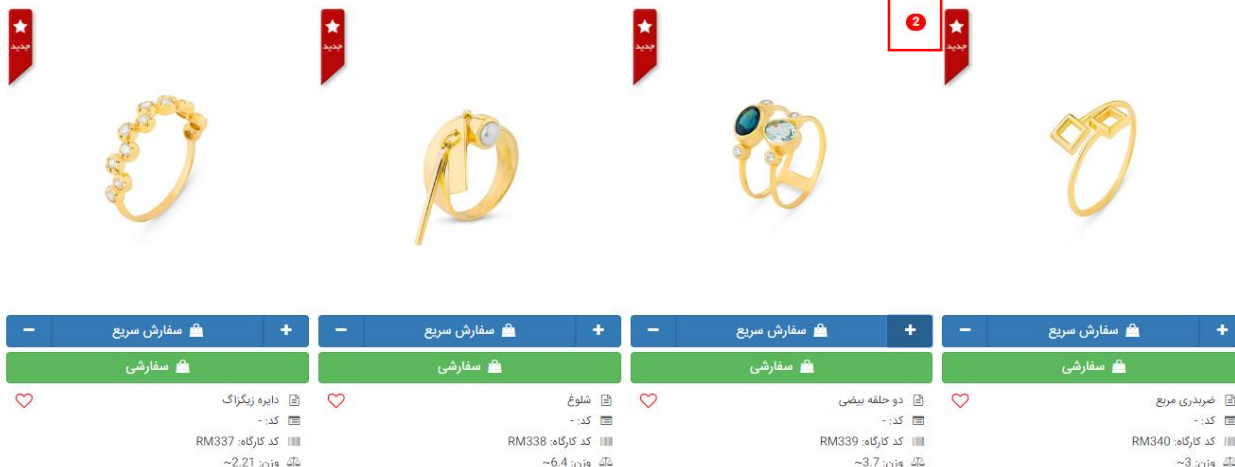 جدید
جدید
2
جدید
جدید
+ سفارش سریع −
+ سفارش سریع −
+ سفارش سریع −
+ سفارش سریع −
سفارشی
سفارشی
سفارشی
سفارشی
ضربدری مربع
کد: -
کد کارگاه: RM340
وزن: 3~
دو حلقه بیضی
کد: -
کد کارگاه: RM339
وزن: 3.7~
شلوغ
کد: -
کد کارگاه: RM338
وزن: 6.4~
دایره زیگزاگ
کد: -
کد کارگاه: RM337
وزن: 2.21~